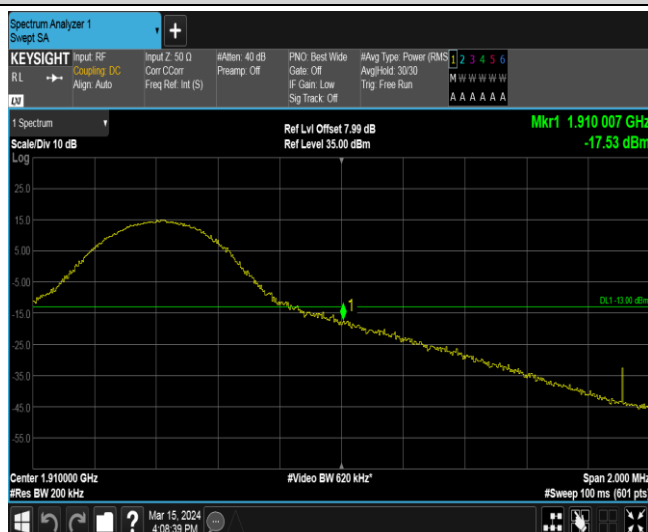 Spectrum Analyzer 1
Swept SA
KEYSIGHT
RL
Input: RF
Coupling: DC
Align: Auto
Input Z: 50 Ω
Corr CCorr
Freq Ref: Int (S)
#Atten: 40 dB
Preamp: Off
PNO: Best Wide
Gate: Off
IF Gain: Low
Sig Track: Off
#Avg Type: Power (RMS
Avg|Hold: 30/30
Trig: Free Run
1 2 3 4 5 6
M W W W W W
A A A A A A
LXI
1 Spectrum
Scale/Div 10 dB
Log
Ref Lvl Offset 7.99 dB
Ref Level 35.00 dBm
Mkr1 1.910 007 GHz
-17.53 dBm
25.0
15.0
5.00
-5.00
-15.0
-25.0
-35.0
-45.0
-55.0
1
DL1 -13.00 dBm
Center 1.910000 GHz
#Res BW 200 kHz
#Video BW 620 kHz*
Span 2.000 MHz
#Sweep 100 ms (601 pts)
?
Mar 15, 2024
4:08:39 PM